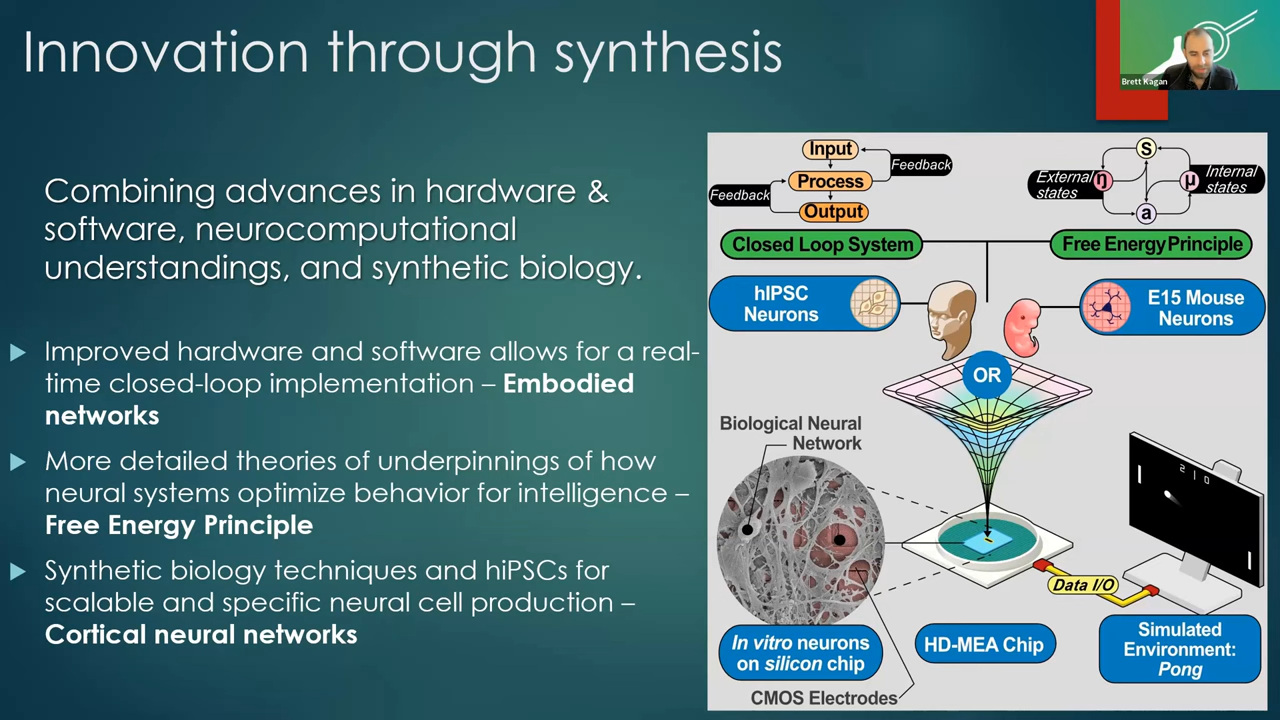 Innovation through synthesis
Brett Kagan
Combining advances in hardware &
software, neurocomputational
understandings, and synthetic biology.
Improved hardware and software allows for a real-
time closed-loop implementation – Embodied
networks
More detailed theories of underpinnings of how
neural systems optimize behavior for intelligence –
Free Energy Principle
Synthetic biology techniques and hiPSCs for
scalable and specific neural cell production –
Cortical neural networks
Input
Feedback
Process
Feedback
Output
s
External
states
η
μ
Internal
states
a
Closed Loop System
Free Energy Principle
hIPSC
Neurons
E15 Mouse
Neurons
OR
Biological Neural
Network
2 | 0
Data I/O
In vitro neurons
on silicon chip
HD-MEA Chip
Simulated
Environment:
Pong
CMOS Electrodes